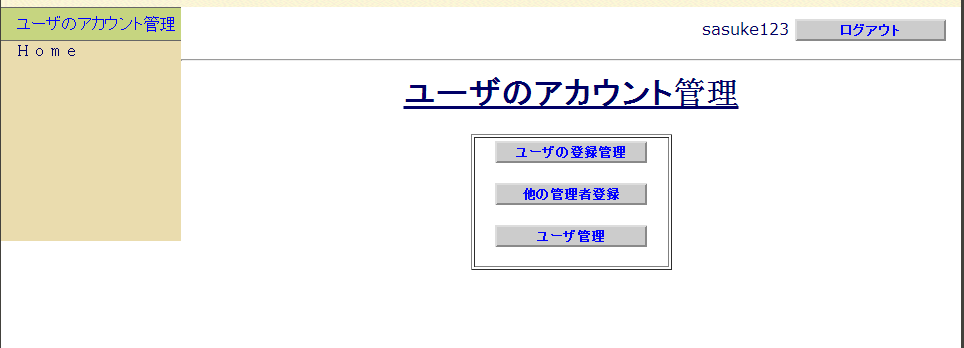 ユーザのアカウント管理
Ｈｏｍｅ
sasuke123 ログアウト
ユーザのアカウント管理
ユーザの登録管理
他の管理者登録
ユーザ管理